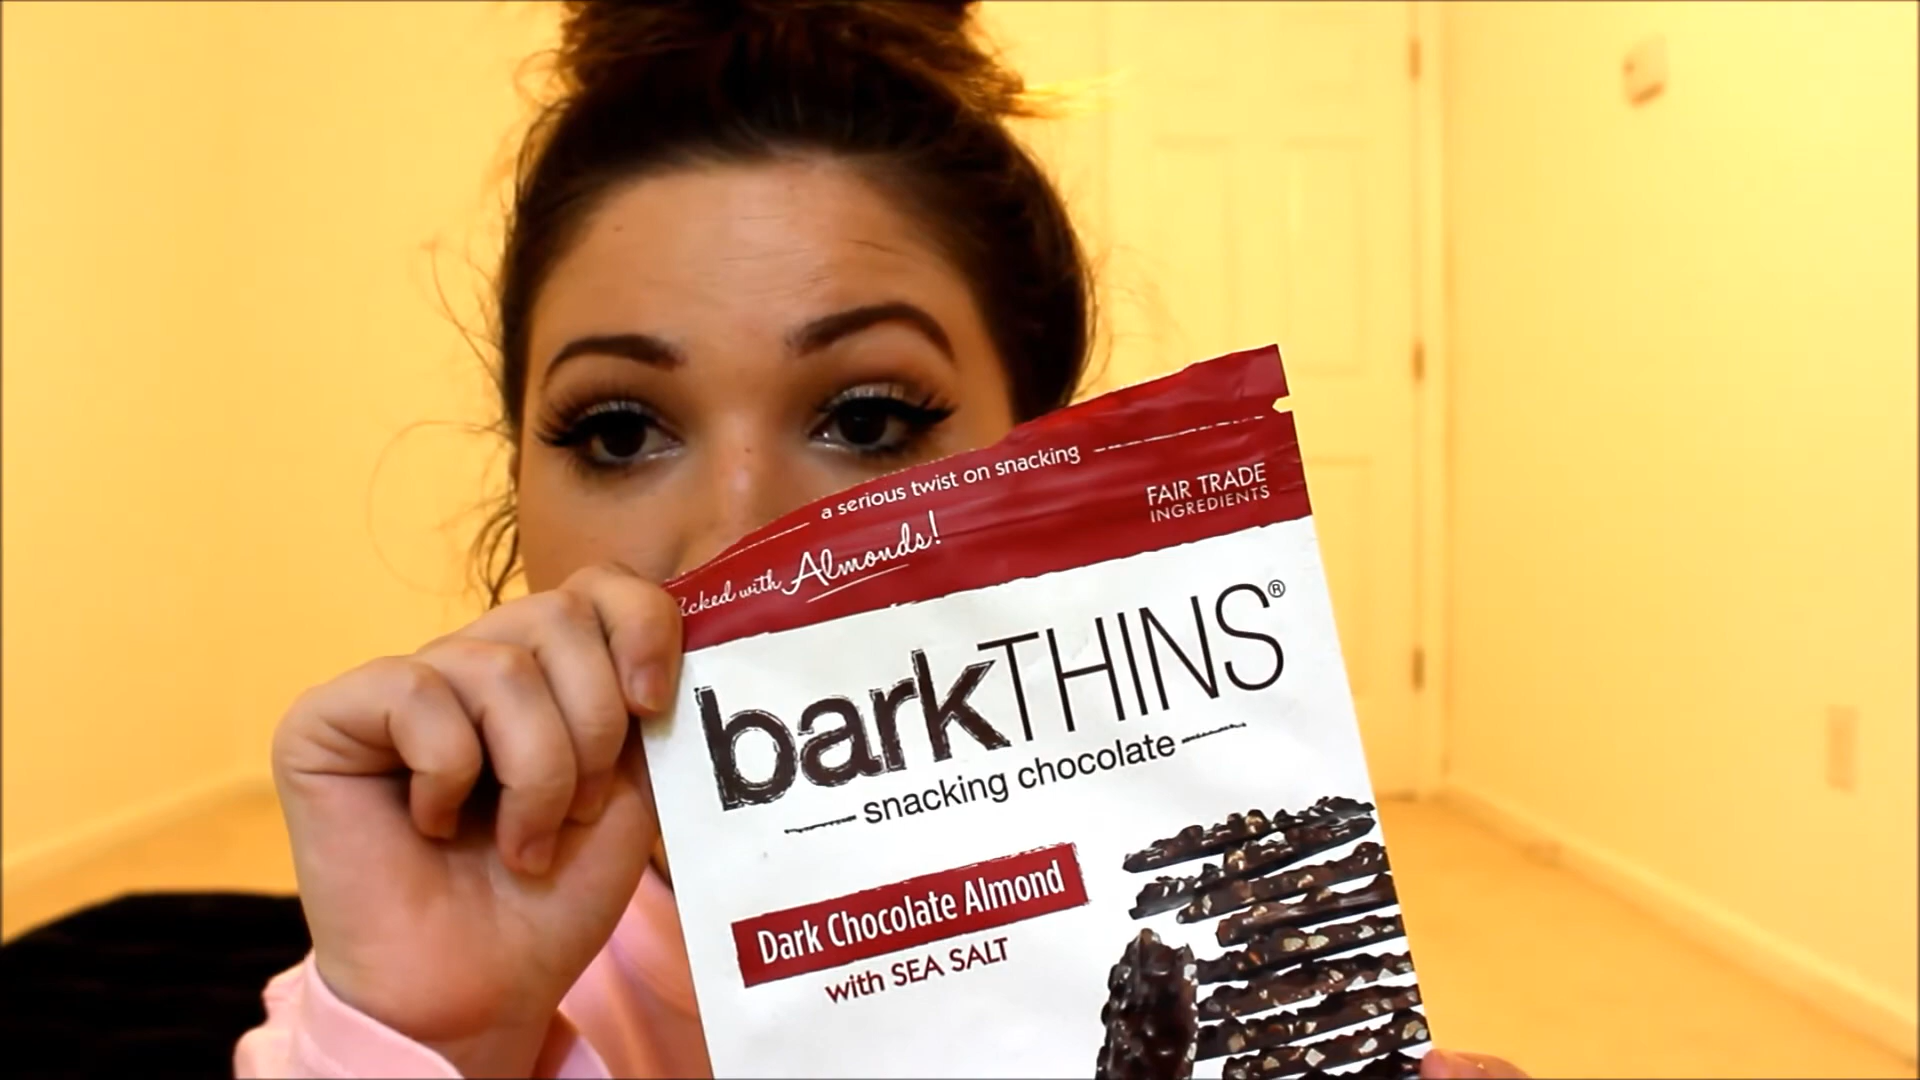 a serious twist on snacking
with Almonds!
FAIR TRADE
INGREDIENTS
barkTHINS®
snacking chocolate
Dark Chocolate Almond
with SEA SALT